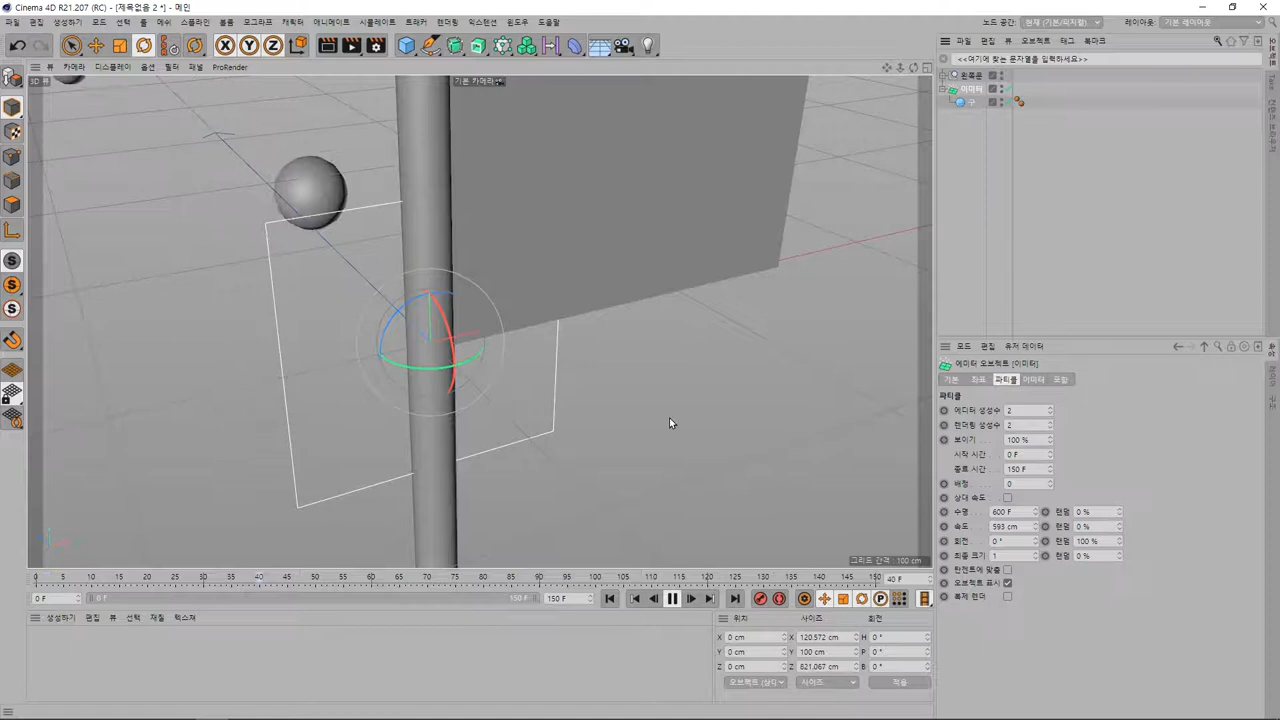 Cinema 4D R21.207 (RC) - [제목없음 2 *] - 메인
파일 편집 생성하기 모드 선택 툴 메쉬 스플라인 볼륨 모그라프 캐릭터 애니메이션 시뮬레이트 트래커 렌더링 익스텐션 윈도우 도움말
노드 공간: 현재 (기본/피지컬) 레이아웃: 기본 레이아웃
뷰 카메라 디스플레이 옵션 필터 패널 ProRender
3D 뷰
기본 카메라
그리드 간격 : 100 cm
파일 편집 뷰 오브젝트 태그 북마크
<<여기에 찾는 문자열을 입력하세요>>
왼쪽문
이미터
구
모드 편집 유저 데이터
에미터 오브젝트 [이미터]
기본 좌표 파티클 이미터 포함
파티클
에디터 생성수 2
렌더링 생성수 2
보이기 . . . 100 %
시작 시간 0 F
종료 시간 150 F
배정 0
상대 속도
수명 600 F 랜덤 0 %
속도 593 cm 랜덤 0 %
회전 0 ° 랜덤 100 %
최종 크기 1 랜덤 0 %
탄젠트에 맞춤
오브젝트 표시
복제 렌더
0 5 10 15 20 25 30 35 40 45 50 55 60 65 70 75 80 85 90 95 100 105 110 115 120 125 130 135 140 145 150 40 F
0 F 0 F 150 F 150 F
생성하기 편집 뷰 선택 재질 텍스쳐
위치 사이즈 회전
X 0 cm X 120.572 cm H 0 °
Y 0 cm Y 100 cm P 0 °
Z 0 cm Z 821.067 cm B 0 °
오브젝트 (상대) 사이즈 적용